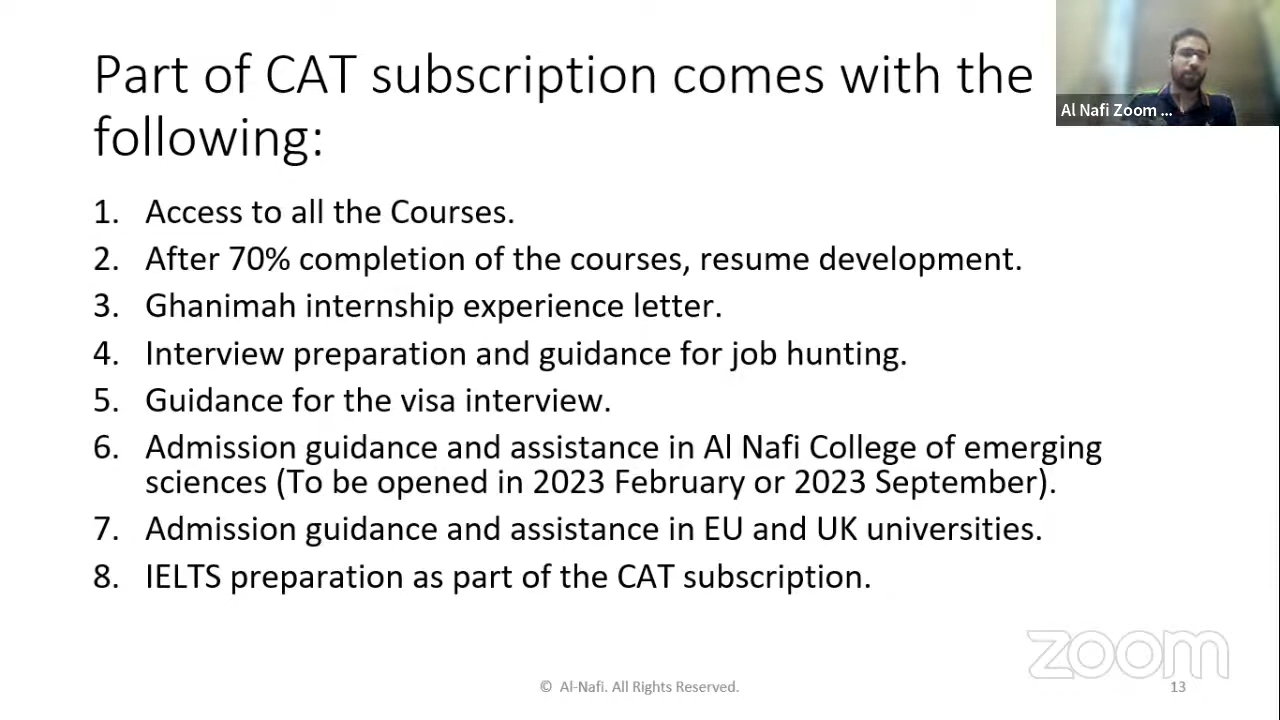 Part of CAT subscription comes with the
following:
Al Nafi Zoom ...
1. Access to all the Courses.
2. After 70% completion of the courses, resume development.
3. Ghanimah internship experience letter.
4. Interview preparation and guidance for job hunting.
5. Guidance for the visa interview.
6. Admission guidance and assistance in Al Nafi College of emerging
sciences (To be opened in 2023 February or 2023 September).
7. Admission guidance and assistance in EU and UK universities.
8. IELTS preparation as part of the CAT subscription.
zoom
© Al-Nafi. All Rights Reserved.
13